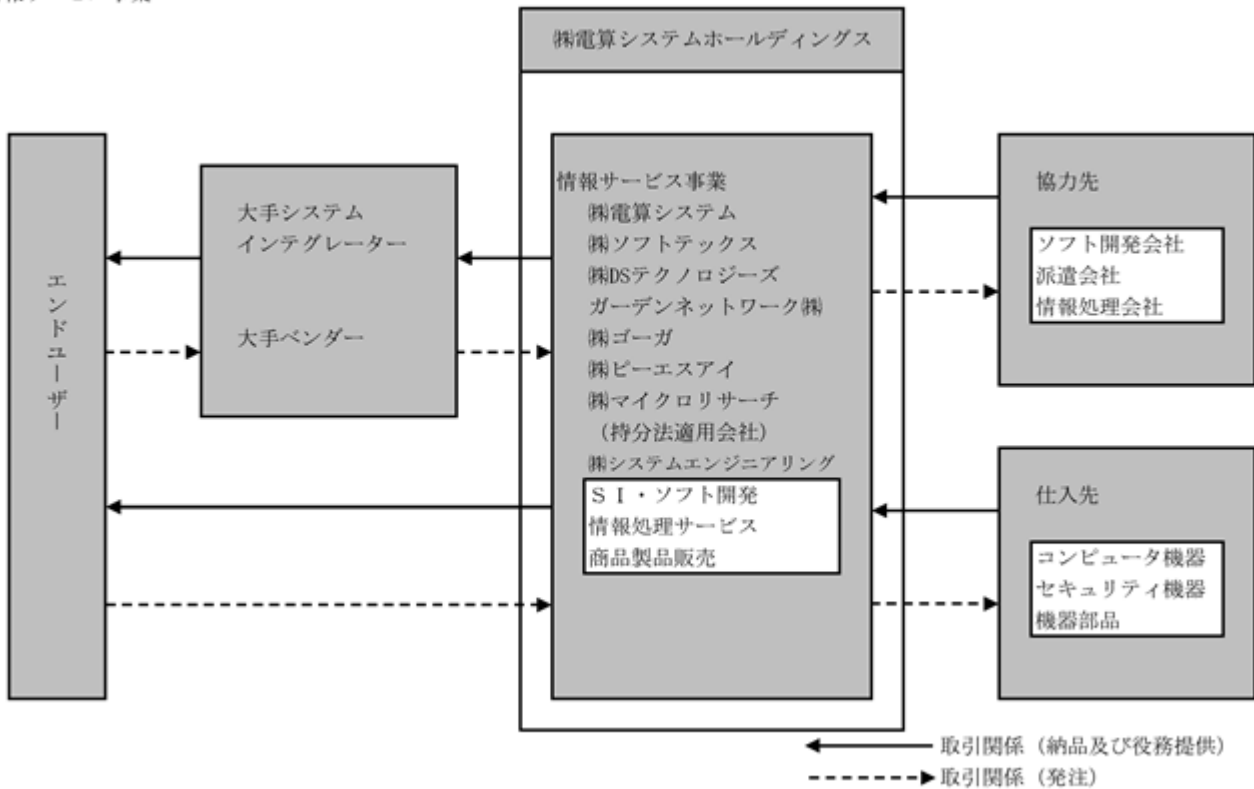 ㈱電算システムホールディングス
エンドユーザー
大手システム
インテグレーター
大手ベンダー
情報サービス事業
㈱電算システム
㈱ソフトテックス
㈱DSテクノロジーズ
ガーデンネットワーク㈱
㈱ゴーガ
㈱ピーエスアイ
㈱マイクロリサーチ
（持分法適用会社）
㈱システムエンジニアリング
ＳＩ・ソフト開発
情報処理サービス
商品製品販売
協力先
ソフト開発会社
派遣会社
情報処理会社
仕入先
コンピュータ機器
セキュリティ機器
機器部品
取引関係（納品及び役務提供）
取引関係（発注）